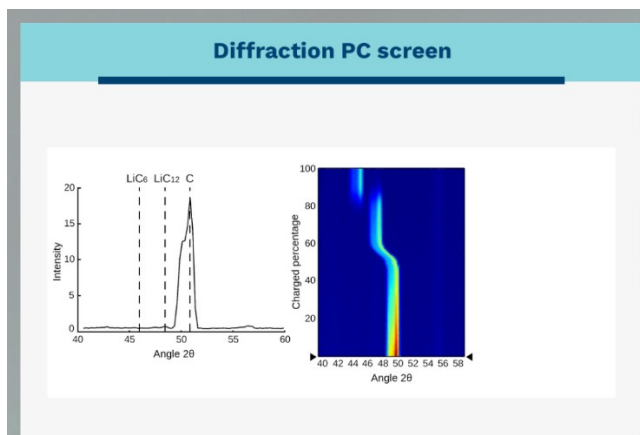 Diffraction PC screen
LiC₆ LiC₁₂ C
20
15
10
5
0
Intensity
40 45 50 55 60
Angle 2θ
100
80
60
40
20
Charged percentage
40 42 44 46 48 50 52 54 56 58
Angle 2θ